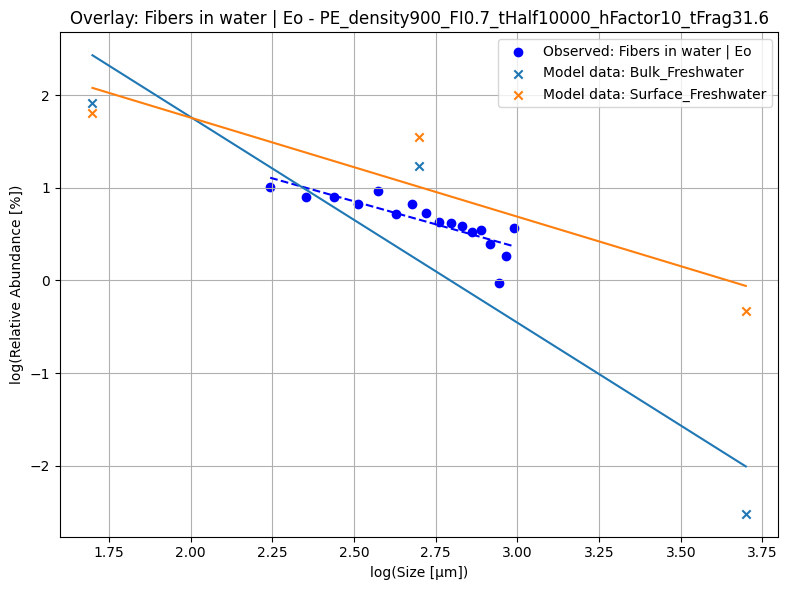 Overlay: Fibers in water | Eo - PE_density900_FI0.7_tHalf10000_hFactor10_tFrag31.6
Observed: Fibers in water | Eo
Model data: Bulk_Freshwater
Model data: Surface_Freshwater
log(Relative Abundance [%])
2
1
0
−1
−2
1.75 2.00 2.25 2.50 2.75 3.00 3.25 3.50 3.75
log(Size [μm])